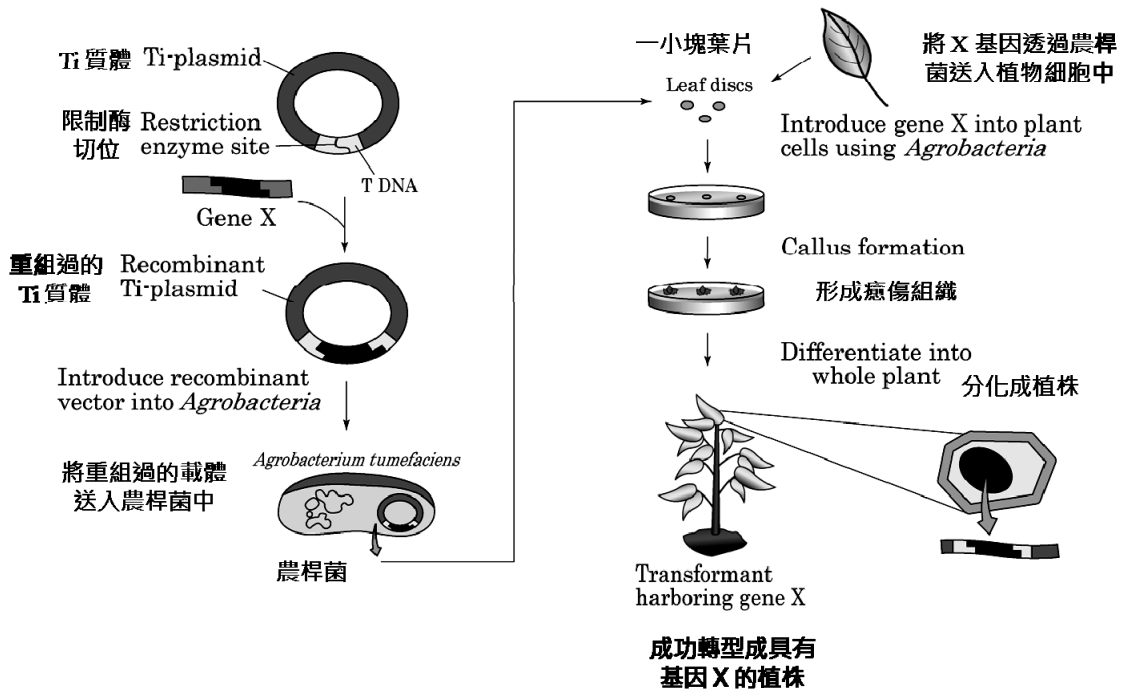 Ti 質體
Ti-plasmid
限制酶
切位
Restriction
enzyme site
T DNA
Gene X
重組過的
Ti 質體
Recombinant
Ti-plasmid
Introduce recombinant
vector into Agrobacteria
將重組過的載體
送入農桿菌中
Agrobacterium tumefaciens
農桿菌
一小塊葉片
Leaf discs
將 X 基因透過農桿
菌送入植物細胞中
Introduce gene X into plant
cells using Agrobacteria
Callus formation
形成癒傷組織
Differentiate into
whole plant
分化成植株
Transformant
harboring gene X
成功轉型成具有
基因 X 的植株